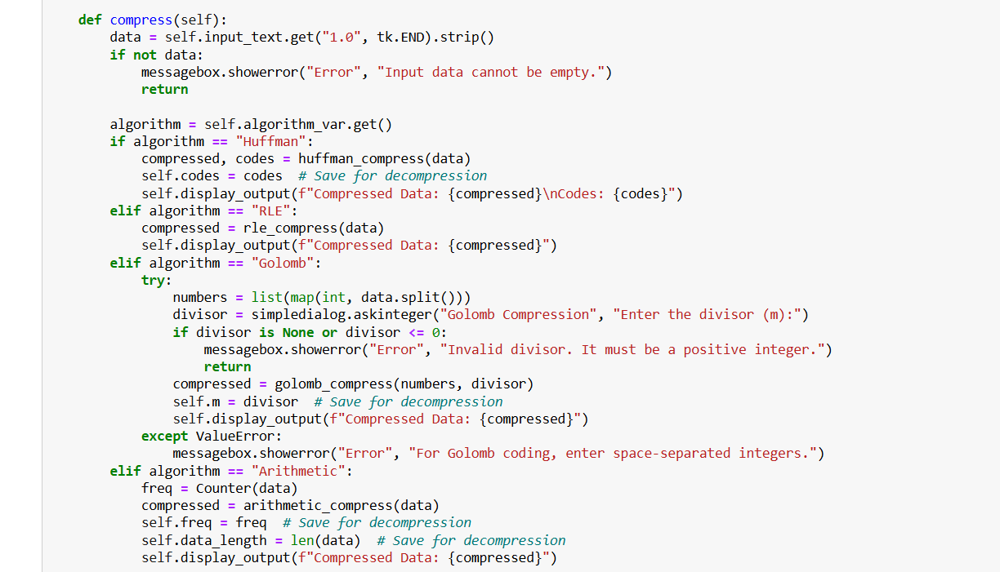 def compress(self):
    data = self.input_text.get("1.0", tk.END).strip()
    if not data:
        messagebox.showerror("Error", "Input data cannot be empty.")
        return

    algorithm = self.algorithm_var.get()
    if algorithm == "Huffman":
        compressed, codes = huffman_compress(data)
        self.codes = codes  # Save for decompression
        self.display_output(f"Compressed Data: {compressed}\nCodes: {codes}")
    elif algorithm == "RLE":
        compressed = rle_compress(data)
        self.display_output(f"Compressed Data: {compressed}")
    elif algorithm == "Golomb":
        try:
            numbers = list(map(int, data.split()))
            divisor = simpledialog.askinteger("Golomb Compression", "Enter the divisor (m):")
            if divisor is None or divisor <= 0:
                messagebox.showerror("Error", "Invalid divisor. It must be a positive integer.")
                return
            compressed = golomb_compress(numbers, divisor)
            self.m = divisor  # Save for decompression
            self.display_output(f"Compressed Data: {compressed}")
        except ValueError:
            messagebox.showerror("Error", "For Golomb coding, enter space-separated integers.")
    elif algorithm == "Arithmetic":
        freq = Counter(data)
        compressed = arithmetic_compress(data)
        self.freq = freq  # Save for decompression
        self.data_length = len(data)  # Save for decompression
        self.display_output(f"Compressed Data: {compressed}")